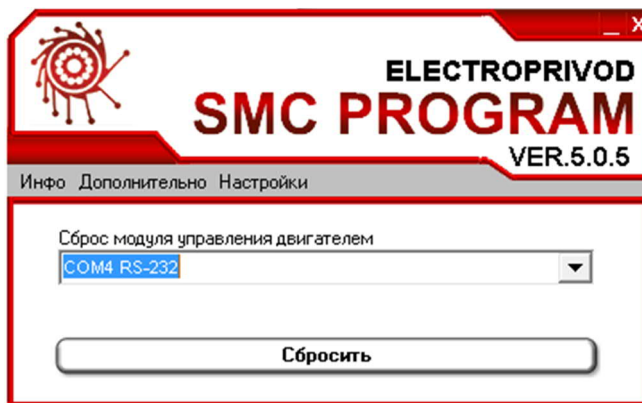 _ X
ELECTROPRIVOD
SMC PROGRAM
VER.5.0.5
Инфо Дополнительно Настройки
Сброс модуля управления двигателем
COM4 RS-232
Сбросить